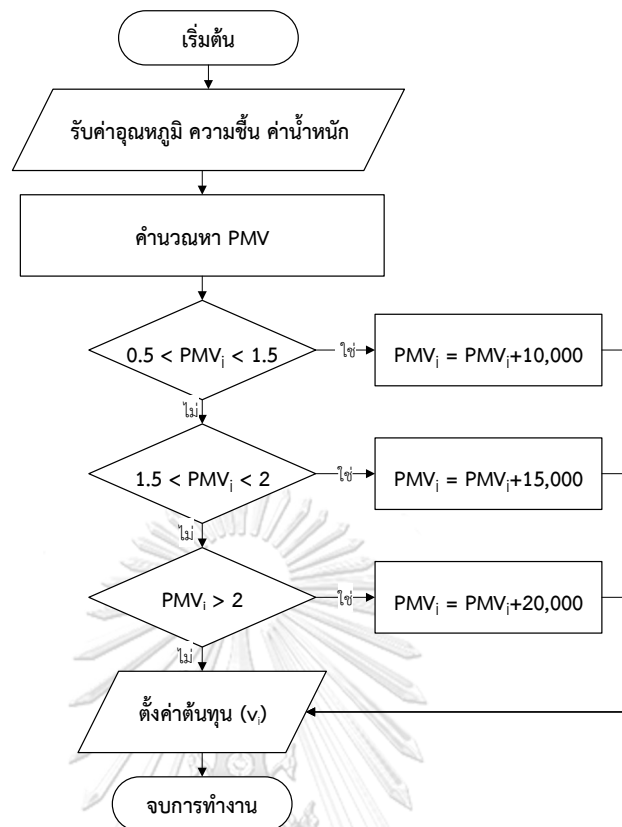 เริ่มต้น
รับค่าอุณหภูมิ ความชื้น ค่าน้ำหนัก
คำนวณหา PMV
0.5 < PMVᵢ < 1.5
ใช่
PMVᵢ = PMVᵢ+10,000
ไม่
1.5 < PMVᵢ < 2
ใช่
PMVᵢ = PMVᵢ+15,000
ไม่
PMVᵢ > 2
ใช่
PMVᵢ = PMVᵢ+20,000
ไม่
ตั้งค่าต้นทุน (vᵢ)
จบการทำงาน